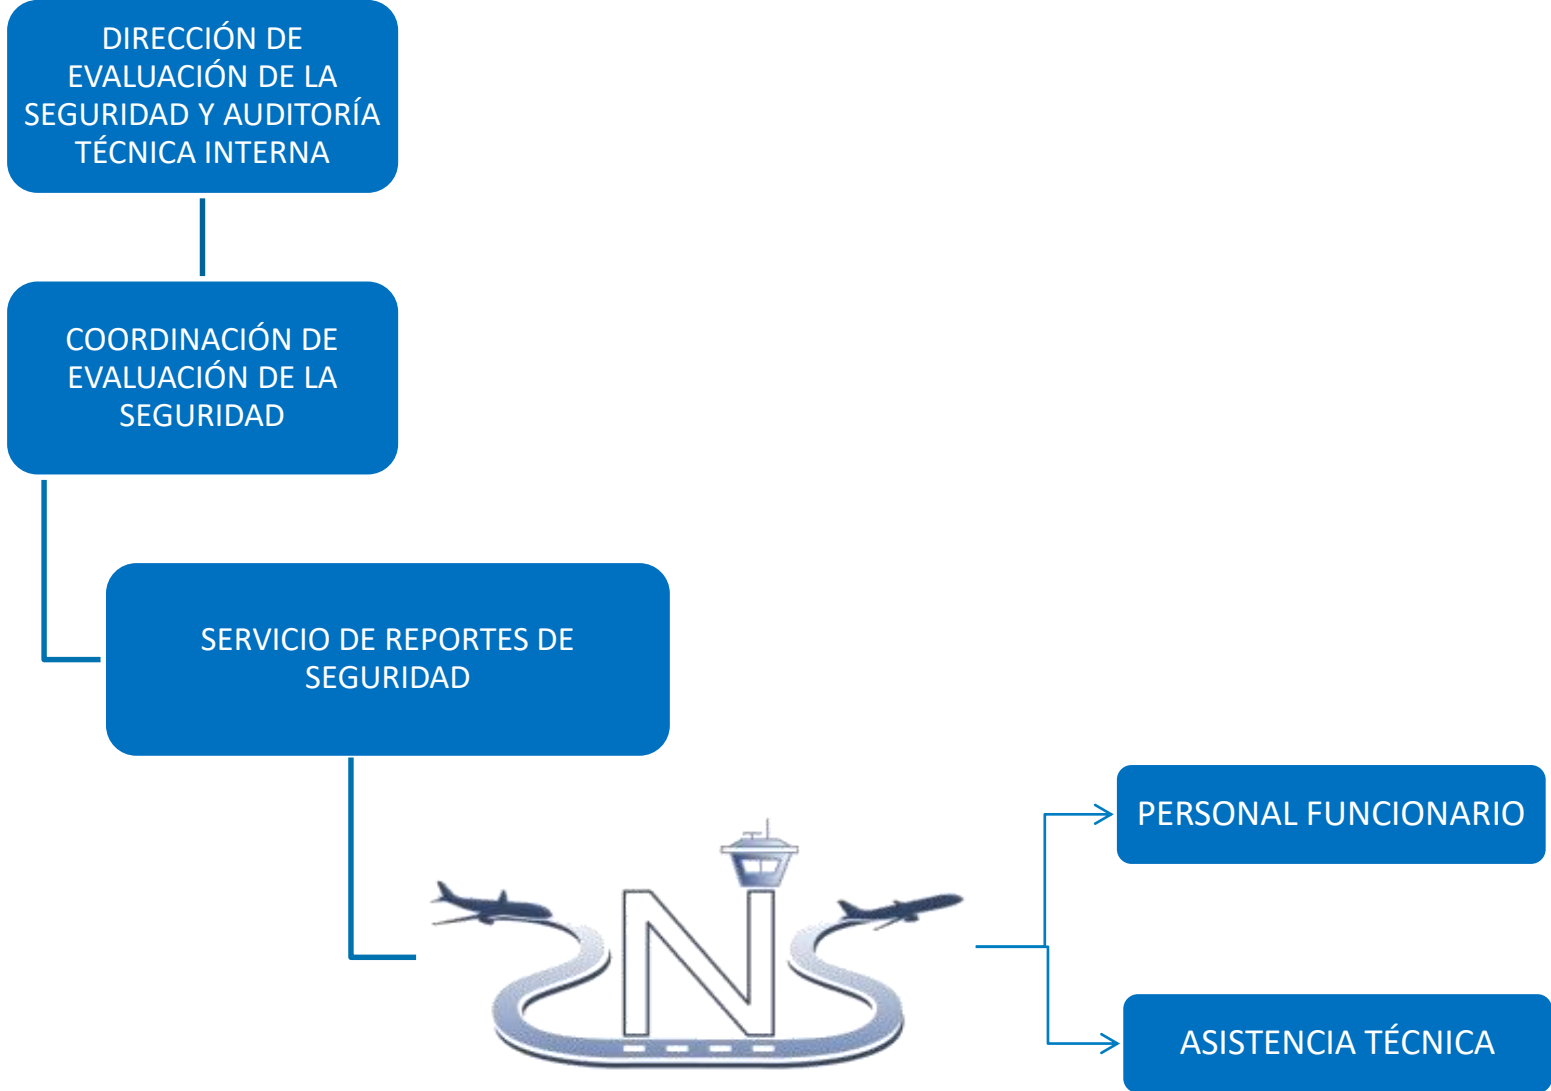 DIRECCIÓN DE
EVALUACIÓN DE LA
SEGURIDAD Y AUDITORÍA
TÉCNICA INTERNA
COORDINACIÓN DE
EVALUACIÓN DE LA
SEGURIDAD
SERVICIO DE REPORTES DE
SEGURIDAD
N
PERSONAL FUNCIONARIO
ASISTENCIA TÉCNICA